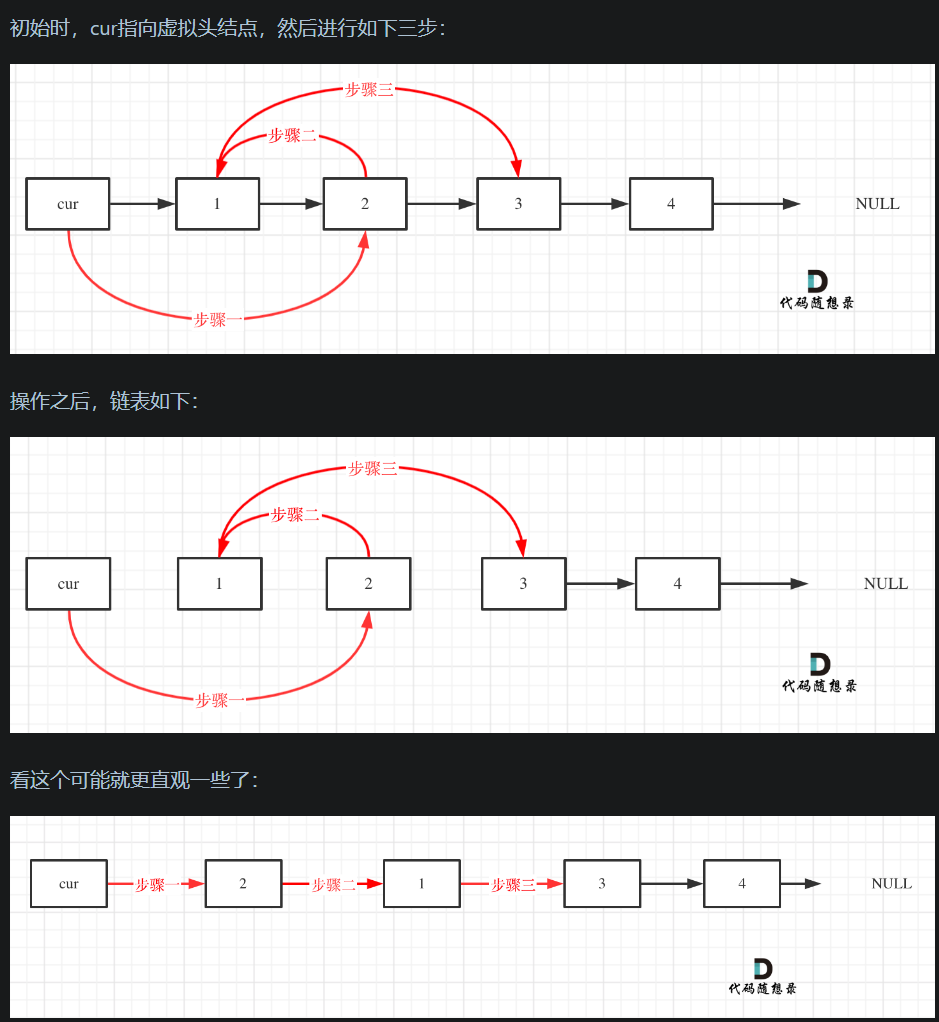 初始时，cur指向虚拟头结点，然后进行如下三步：
步骤三
步骤二
cur 1 2 3 4 NULL
步骤一
代码随想录
操作之后，链表如下：
步骤三
步骤二
cur 1 2 3 4 NULL
步骤一
代码随想录
看这个可能就更直观一些了：
cur 步骤一 2 步骤二 1 步骤三 3 4 NULL
代码随想录